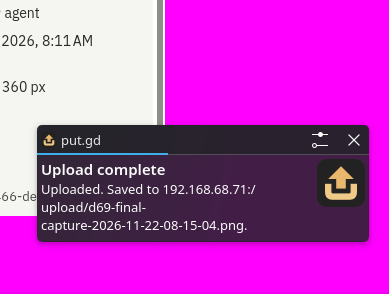 agent
2026, 8:11 AM
360 px
put.gd
Upload complete
Uploaded. Saved to 192.168.68.71:/
upload/d69-final-
capture-2026-11-22-08-15-04.png.
66-de